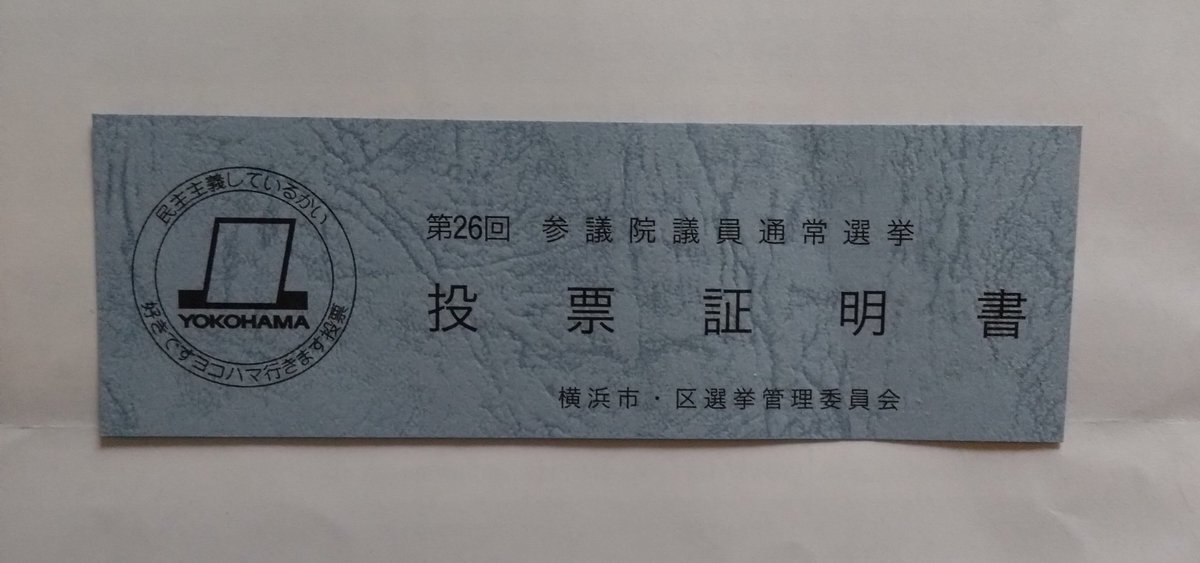 民主主義しているかい
YOKOHAMA
好きですヨコハマ行きます投票
第26回 参議院議員通常選挙
投票証明書
横浜市・区選挙管理委員会